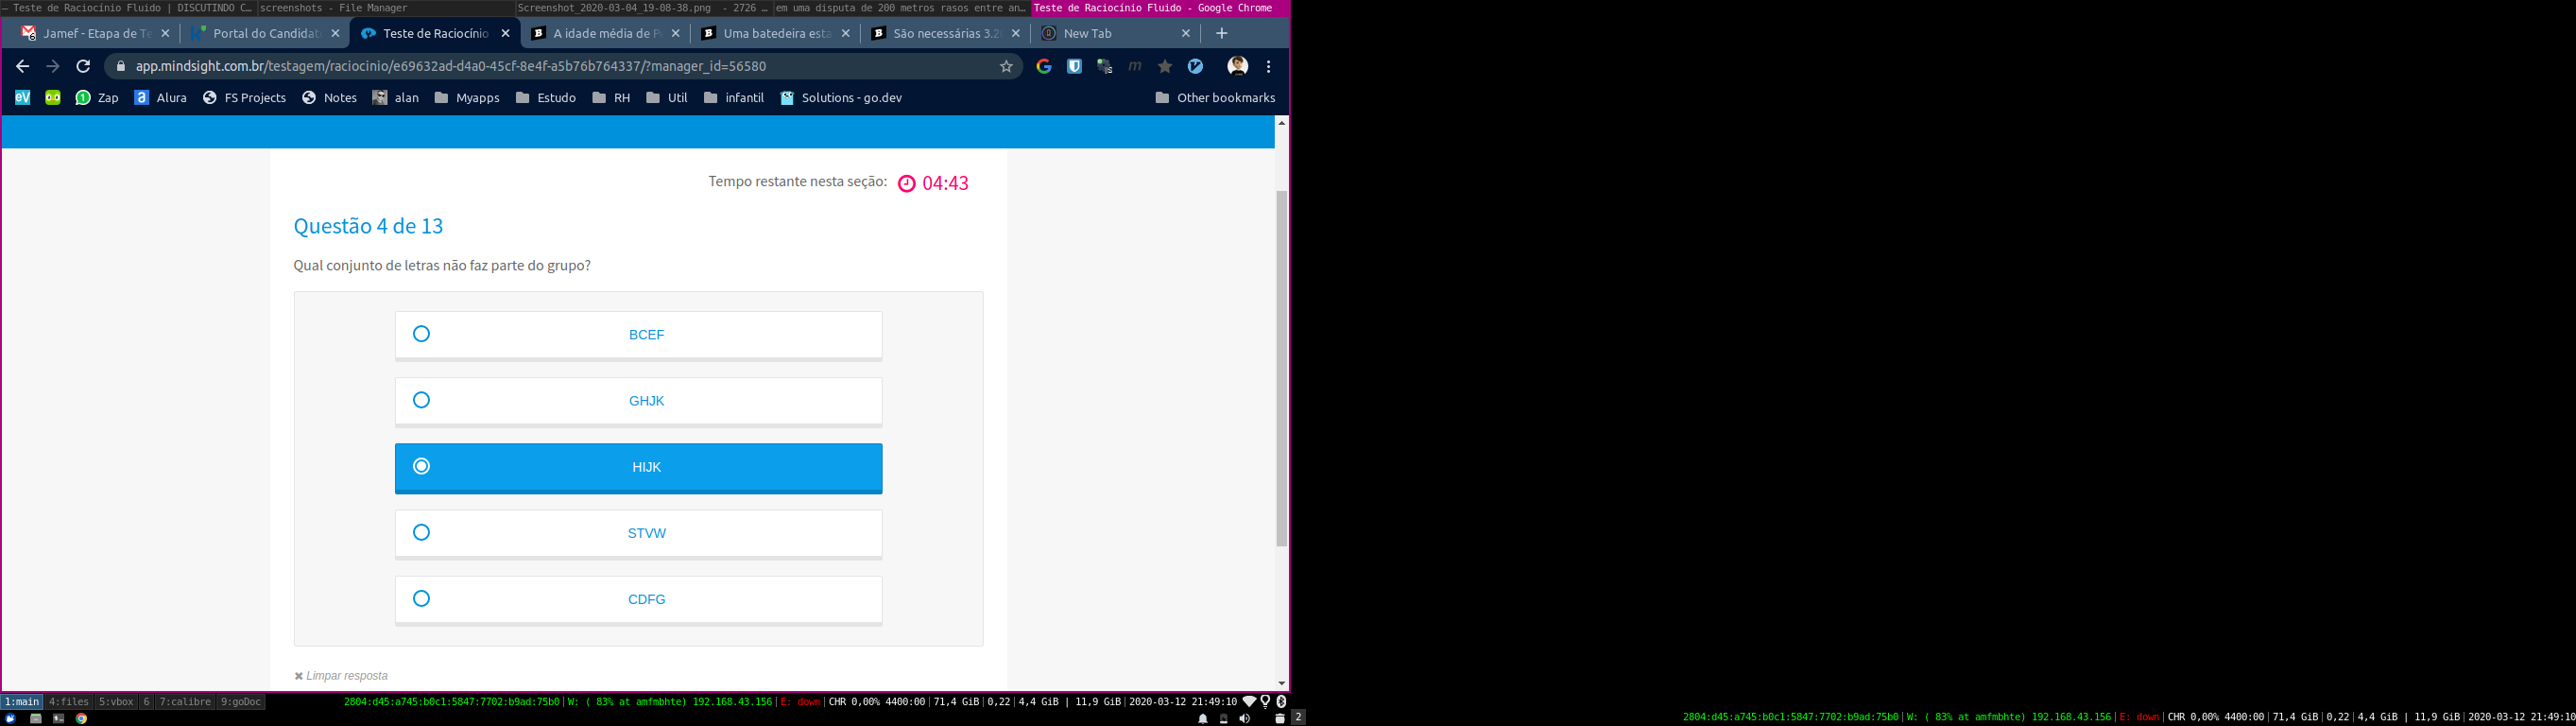 — Teste de Raciocínio Fluido | DISCUTINDO C…
screenshots - File Manager
Screenshot_2020-03-04_19-08-38.png - 2726 …
em uma disputa de 200 metros rasos entre an…
Teste de Raciocínio Fluido - Google Chrome
Jamef - Etapa de Te
Portal do Candidat
Teste de Raciocínio
A idade média de P
Uma batedeira esta
São necessárias 3.2
New Tab
app.mindsight.com.br/testagem/raciocinio/e69632ad-d4a0-45cf-8e4f-a5b76b764337/?manager_id=56580
Zap
Alura
FS Projects
Notes
alan
Myapps
Estudo
RH
Util
infantil
Solutions - go.dev
Other bookmarks
Tempo restante nesta seção: 04:43
Questão 4 de 13
Qual conjunto de letras não faz parte do grupo?
BCEF
GHJK
HIJK
STVW
CDFG
✖ Limpar resposta
1:main 4:files 5:vbox 6 7:calibre 9:goDoc
2804:d45:a745:b0c1:5847:7702:b9ad:75b0|W: ( 83% at amfmbhte) 192.168.43.156|E: down|CHR 0,00% 4400:00|71,4 GiB|0,22|4,4 GiB | 11,9 GiB|2020-03-12 21:49:10
2
2804:d45:a745:b0c1:5847:7702:b9ad:75b0|W: ( 83% at amfmbhte) 192.168.43.156|E: down|CHR 0,00% 4400:00|71,4 GiB|0,22|4,4 GiB | 11,9 GiB|2020-03-12 21:49:10